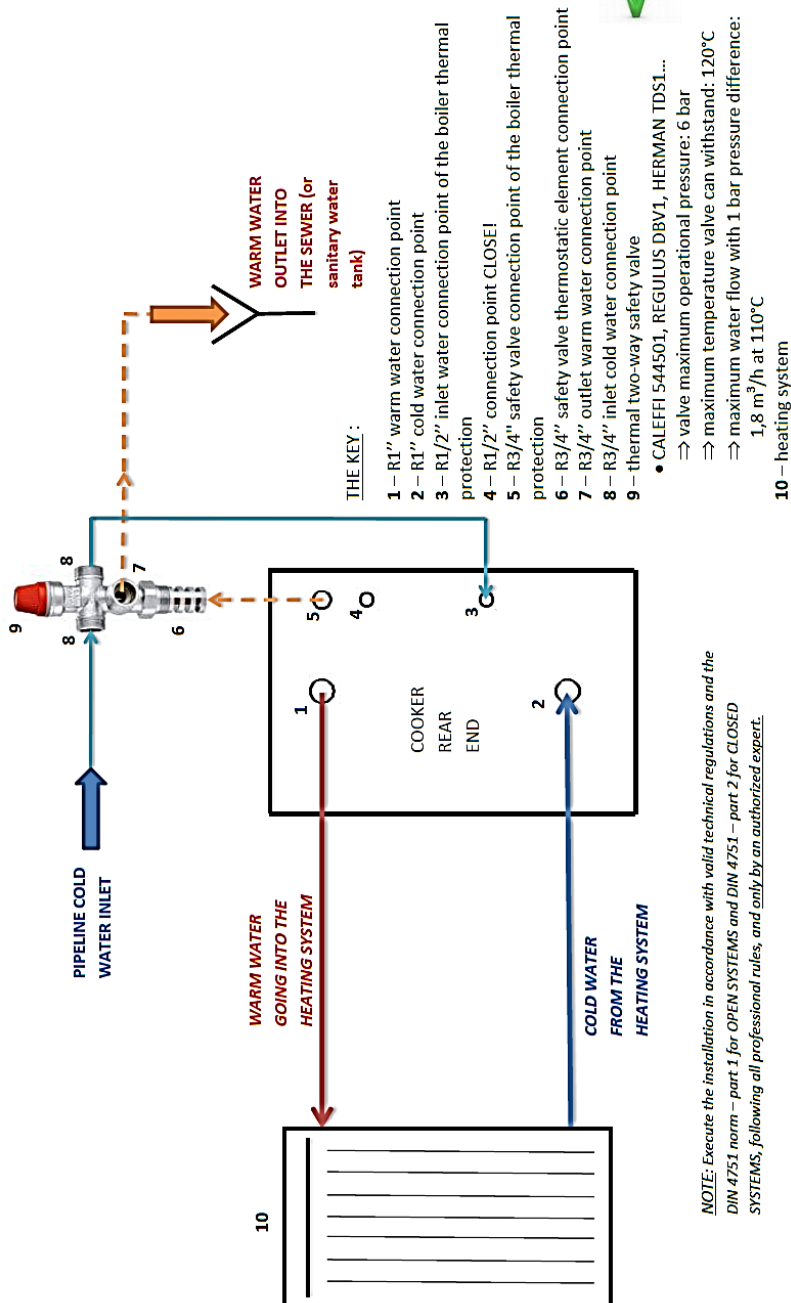 PIPELINE COLD
WATER INLET
9
8
8
7
6
WARM WATER
OUTLET INTO
THE SEWER (or
sanitary water
tank)
10
WARM WATER
GOING INTO THE
HEATING SYSTEM
COLD WATER
FROM THE
HEATING SYSTEM
1
2
COOKER
REAR
END
5
4
3
THE KEY :
1 – R1’’ warm water connection point
2 – R1’’ cold water connection point
3 – R1/2’’ inlet water connection point of the boiler thermal
protection
4 – R1/2’’ connection point CLOSE!
5 – R3/4" safety valve connection point of the boiler thermal
protection
6 – R3/4’’ safety valve thermostatic element connection point
7 – R3/4’’ outlet warm water connection point
8 – R3/4’’ inlet cold water connection point
9 – thermal two-way safety valve
• CALEFFI 544501, REGULUS DBV1, HERMAN TDS1...
⇒ valve maximum operational pressure: 6 bar
⇒ maximum temperature valve can withstand: 120°C
⇒ maximum water flow with 1 bar pressure difference:
1,8 m³/h at 110°C
10 – heating system
NOTE: Execute the installation in accordance with valid technical regulations and the
DIN 4751 norm – part 1 for OPEN SYSTEMS and DIN 4751 – part 2 for CLOSED
SYSTEMS, following all professional rules, and only by an authorized expert.